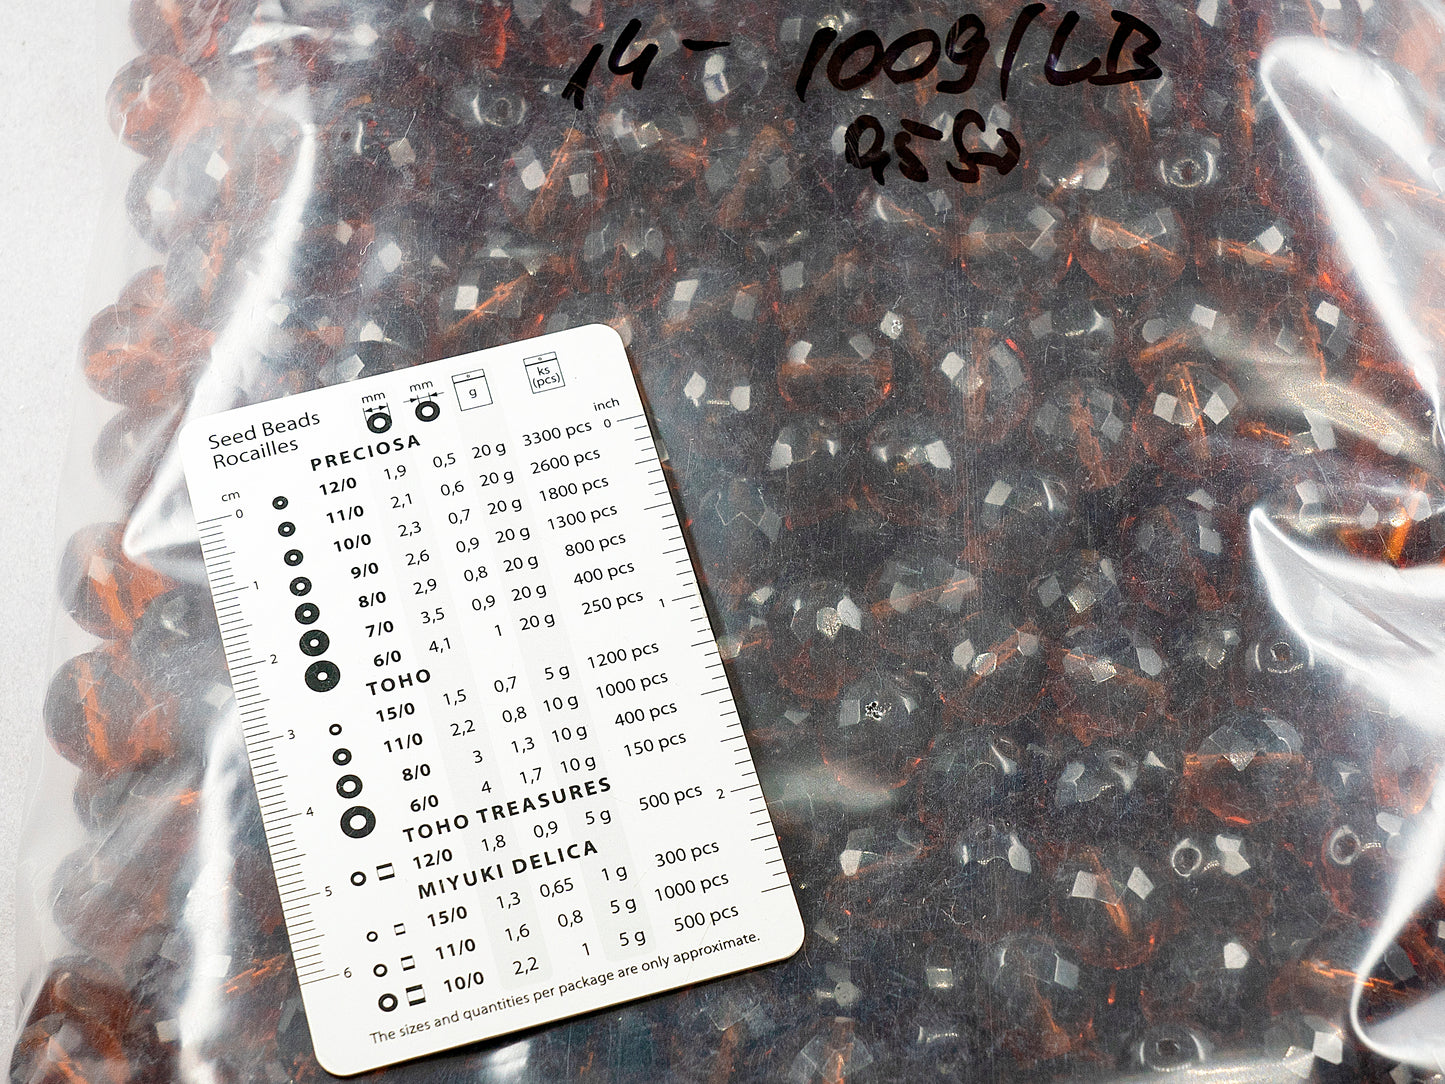 14 - 100g/LB
9550
mm
mm
g
ks
(pcs)
Seed Beads
Rocailles
cm
inch
PRECIOSA
12/0 1,9 0,5 20 g 3300 pcs
11/0 2,1 0,6 20 g 2600 pcs
10/0 2,3 0,7 20 g 1800 pcs
9/0 2,6 0,9 20 g 1300 pcs
8/0 2,9 0,8 20 g 800 pcs
7/0 3,5 0,9 20 g 400 pcs
6/0 4,1 1 20 g 250 pcs
TOHO
15/0 1,5 0,7 5 g 1200 pcs
11/0 2,2 0,8 10 g 1000 pcs
8/0 3 1,3 10 g 400 pcs
6/0 4 1,7 10 g 150 pcs
TOHO TREASURES
12/0 1,8 0,9 5 g 500 pcs
MIYUKI DELICA
15/0 1,3 0,65 1 g 300 pcs
11/0 1,6 0,8 5 g 1000 pcs
10/0 2,2 1 5 g 500 pcs
The sizes and quantities per package are only approximate.
0
1
2
3
4
5
6
0
1
2